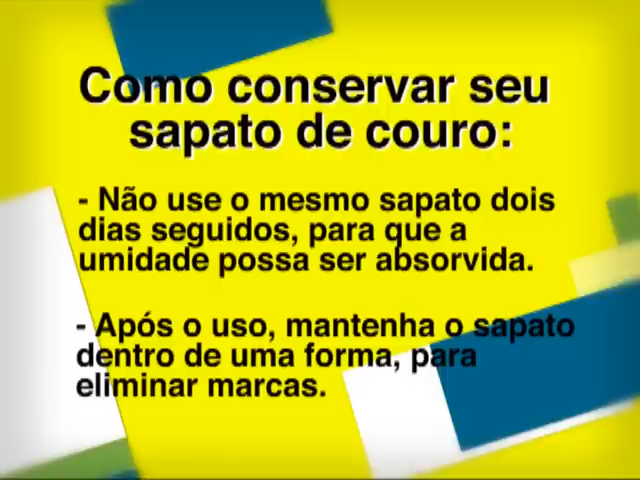 Como conservar seu
sapato de couro:
- Não use o mesmo sapato dois
dias seguidos, para que a
umidade possa ser absorvida.
- Após o uso, mantenha o sapato
dentro de uma forma, para
eliminar marcas.